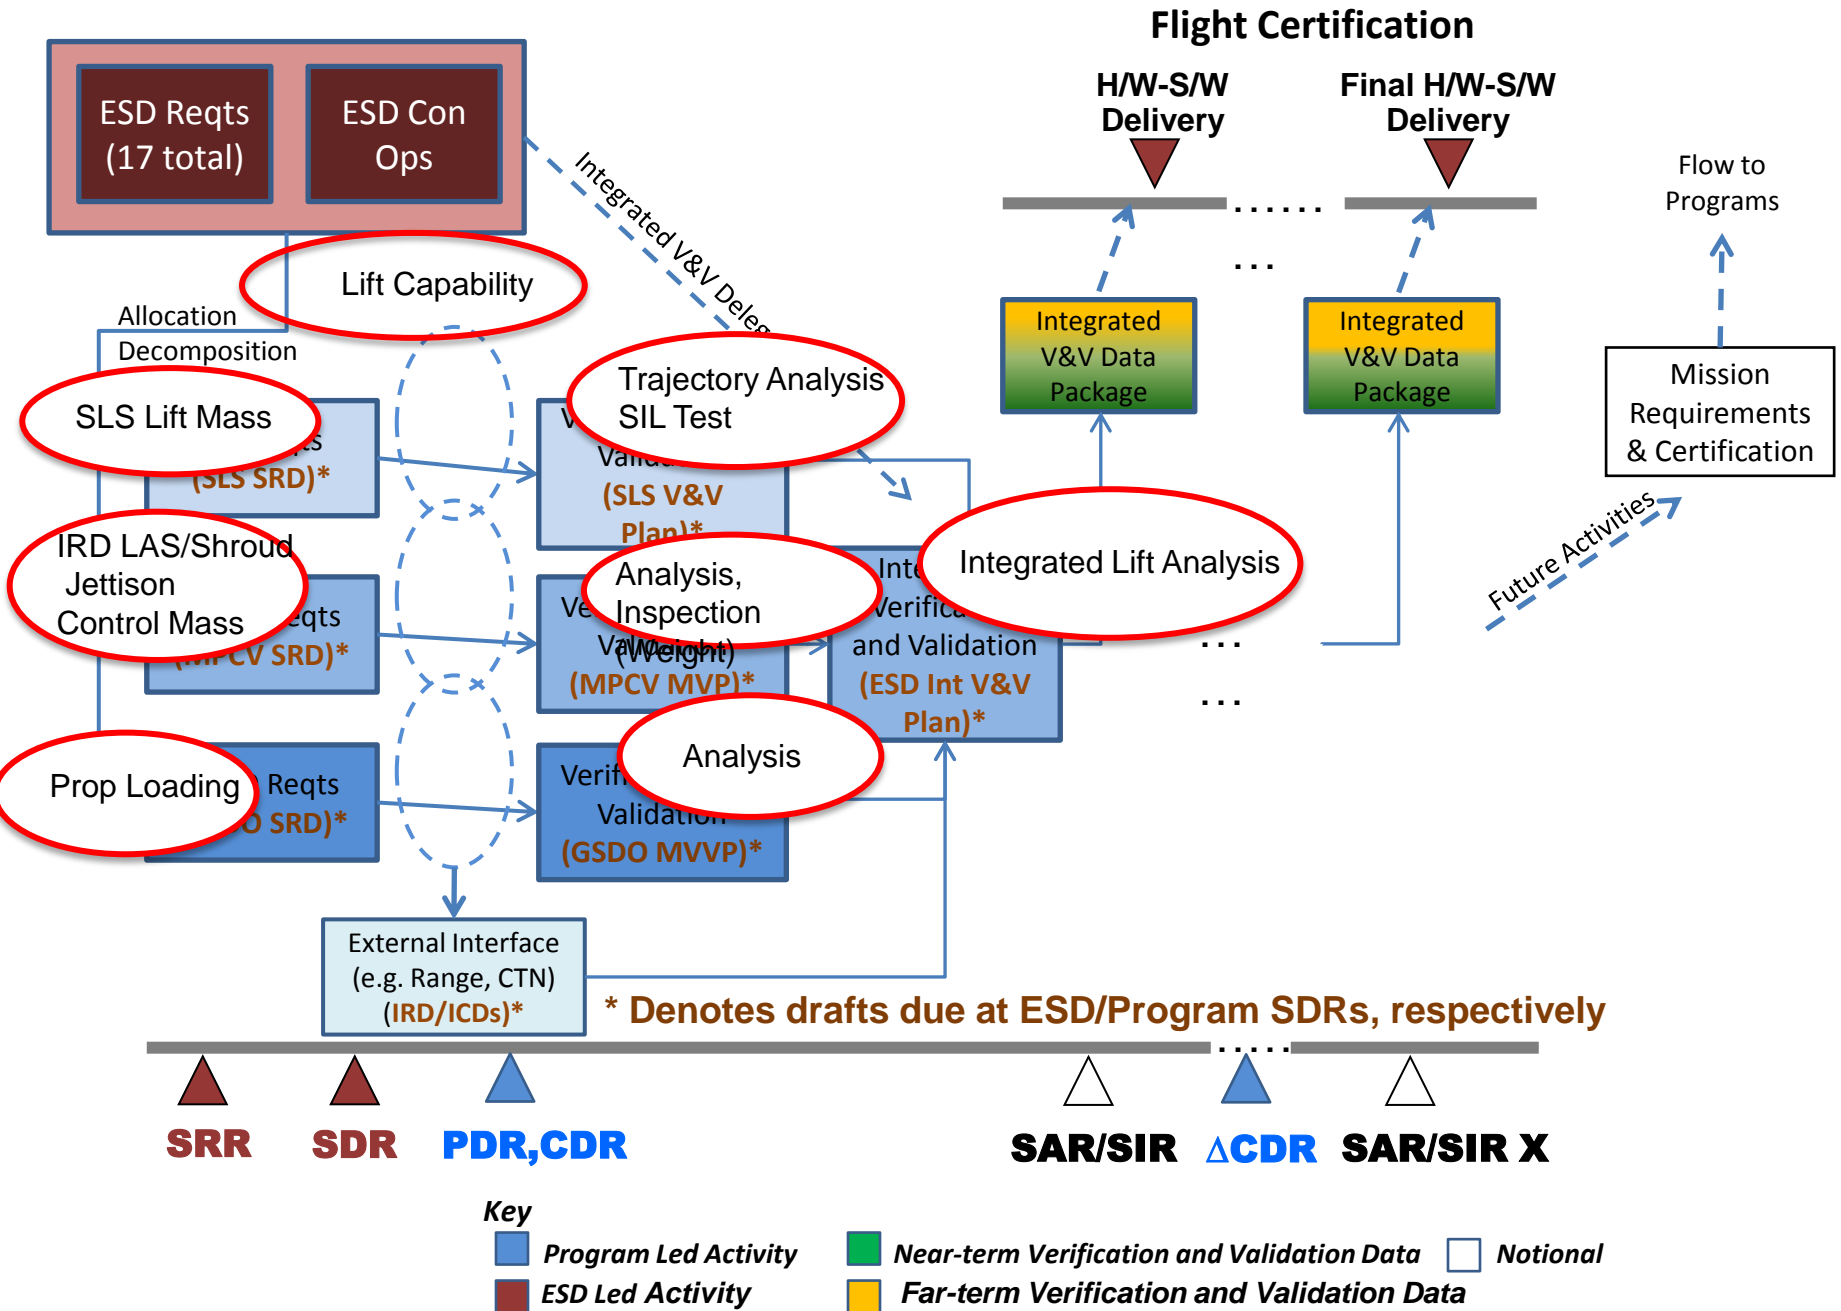 Flight Certification
H/W-S/W
Delivery
Final H/W-S/W
Delivery
ESD Reqts
(17 total)
ESD Con
Ops
Integrated V&V Deleg
Flow to
Programs
......
...
Lift Capability
Allocation
Decomposition
Integrated
V&V Data
Package
Integrated
V&V Data
Package
Mission
Requirements
& Certification
Future Activities
SLS Lift Mass
(SLS SRD)*
Trajectory Analysis
SIL Test
(SLS V&V
Plan)*
IRD LAS/Shroud
Jettison
Control Mass
(MPCV SRD)*
Analysis,
Inspection
(Weight)
(MPCV MVP)*
Integrated Lift Analysis
and Validation
(ESD Int V&V
Plan)*
...
...
Prop Loading
Reqts
SRD)*
Analysis
Validation
(GSDO MVVP)*
External Interface
(e.g. Range, CTN)
(IRD/ICDs)*
* Denotes drafts due at ESD/Program SDRs, respectively
.....
SRR
SDR
PDR,CDR
SAR/SIR
ΔCDR
SAR/SIR X
Key
Program Led Activity
Near-term Verification and Validation Data
Notional
ESD Led Activity
Far-term Verification and Validation Data